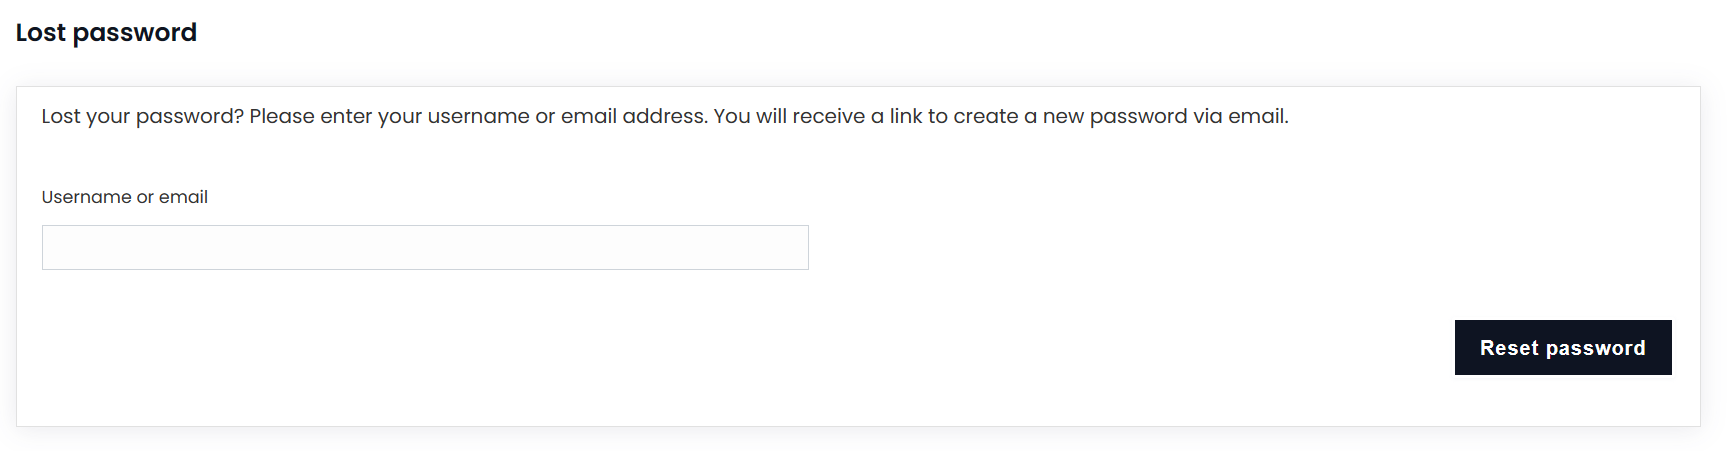 Lost password
Lost your password? Please enter your username or email address. You will receive a link to create a new password via email.
Username or email
Reset password